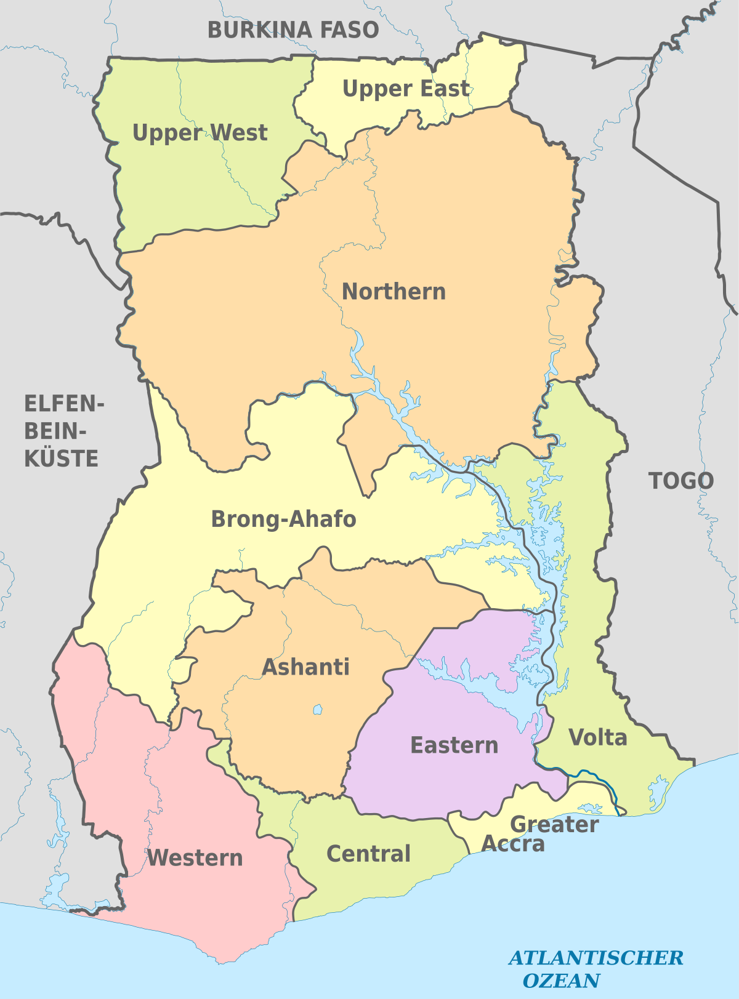 BURKINA FASO
Upper East
Upper West
Northern
ELFEN-
BEIN-
KÜSTE
TOGO
Brong-Ahafo
Ashanti
Volta
Eastern
Greater
Accra
Central
Western
ATLANTISCHER
OZEAN